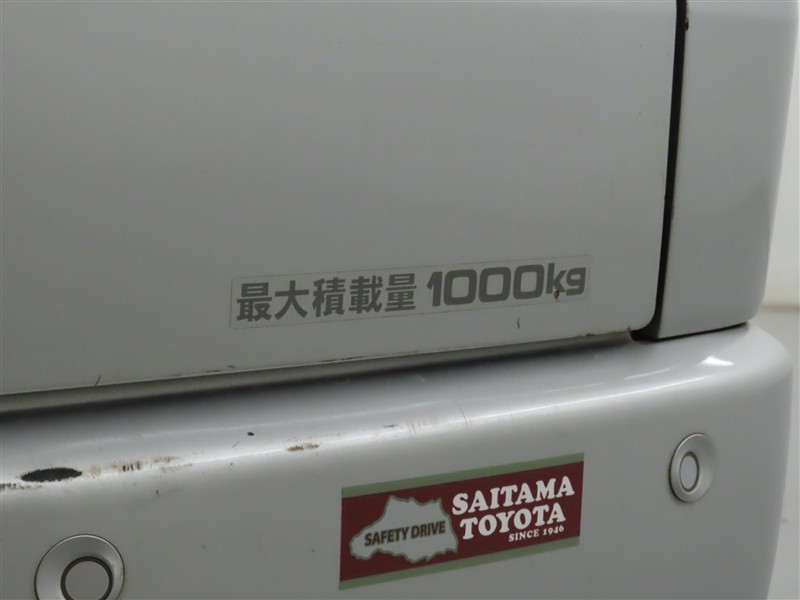 最大積載量 1000kg
SAFETY DRIVE
SAITAMA
TOYOTA
SINCE 1946